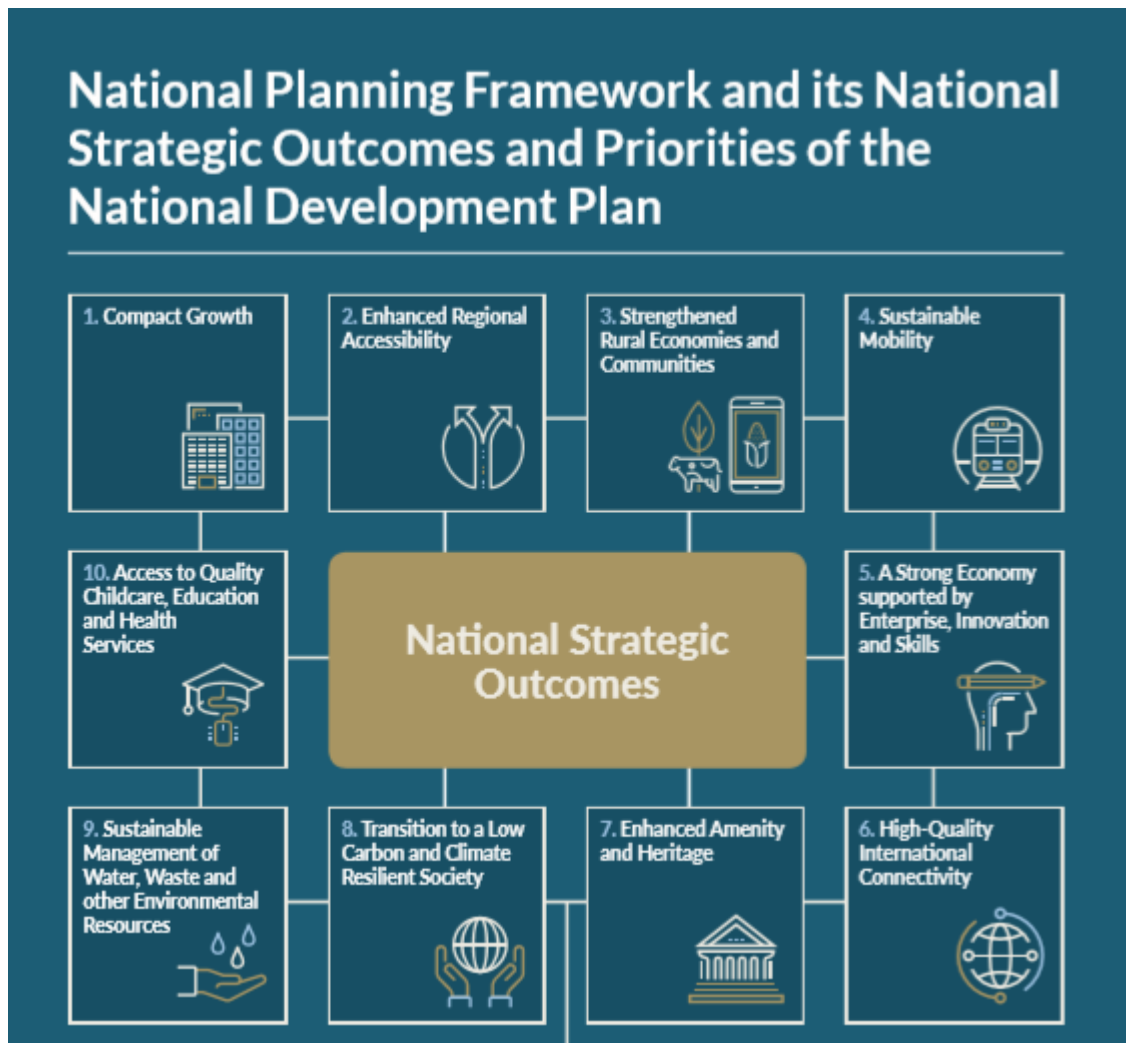 National Planning Framework and its National
Strategic Outcomes and Priorities of the
National Development Plan
1. Compact Growth
2. Enhanced Regional
Accessibility
3. Strengthened
Rural Economies and
Communities
4. Sustainable
Mobility
10. Access to Quality
Childcare, Education
and Health
Services
National Strategic
Outcomes
5. A Strong Economy
supported by
Enterprise, Innovation
and Skills
9. Sustainable
Management of
Water, Waste and
other Environmental
Resources
8. Transition to a Low
Carbon and Climate
Resilient Society
7. Enhanced Amenity
and Heritage
6. High-Quality
International
Connectivity